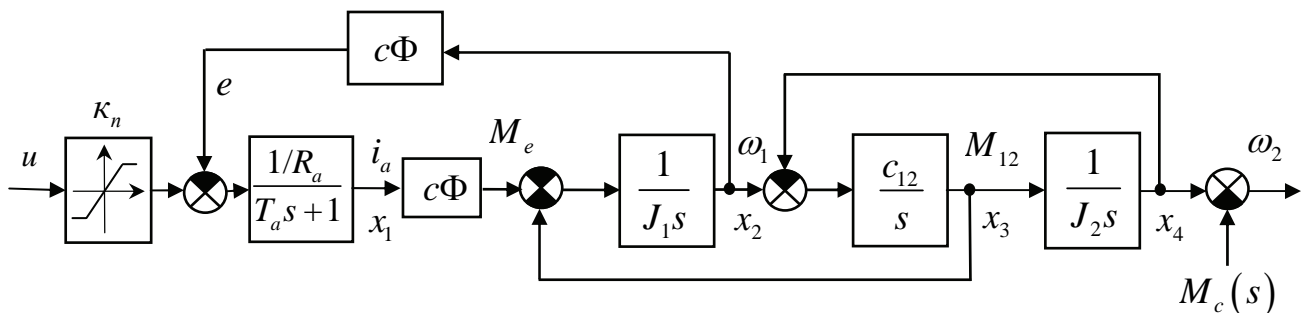 cΦ
e
κ_n
u
1/R_a
T_a s + 1
i_a
x_1
cΦ
M_e
1
J_1 s
ω_1
x_2
c_12
s
M_12
x_3
1
J_2 s
x_4
ω_2
M_c(s)